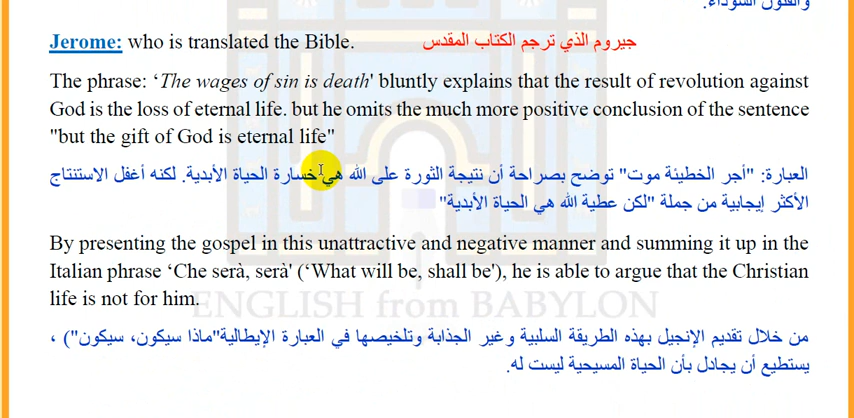 والفنون السوداء.
Jerome: who is translated the Bible. جيروم الذي ترجم الكتاب المقدس
The phrase: ‘The wages of sin is death' bluntly explains that the result of revolution against
God is the loss of eternal life. but he omits the much more positive conclusion of the sentence
"but the gift of God is eternal life"
العبارة: "أجر الخطيئة موت" توضح بصراحة أن نتيجة الثورة على الله هي خسارة الحياة الأبدية. لكنه أغفل الاستنتاج
الأكثر إيجابية من جملة "لكن عطية الله هي الحياة الأبدية"
By presenting the gospel in this unattractive and negative manner and summing it up in the
Italian phrase ‘Che serà, serà' (‘What will be, shall be'), he is able to argue that the Christian
life is not for him.
ENGLISH from BABYLON
من خلال تقديم الإنجيل بهذه الطريقة السلبية وغير الجذابة وتلخيصها في العبارة الإيطالية"ماذا سيكون، سيكون") ،
يستطيع أن يجادل بأن الحياة المسيحية ليست له.